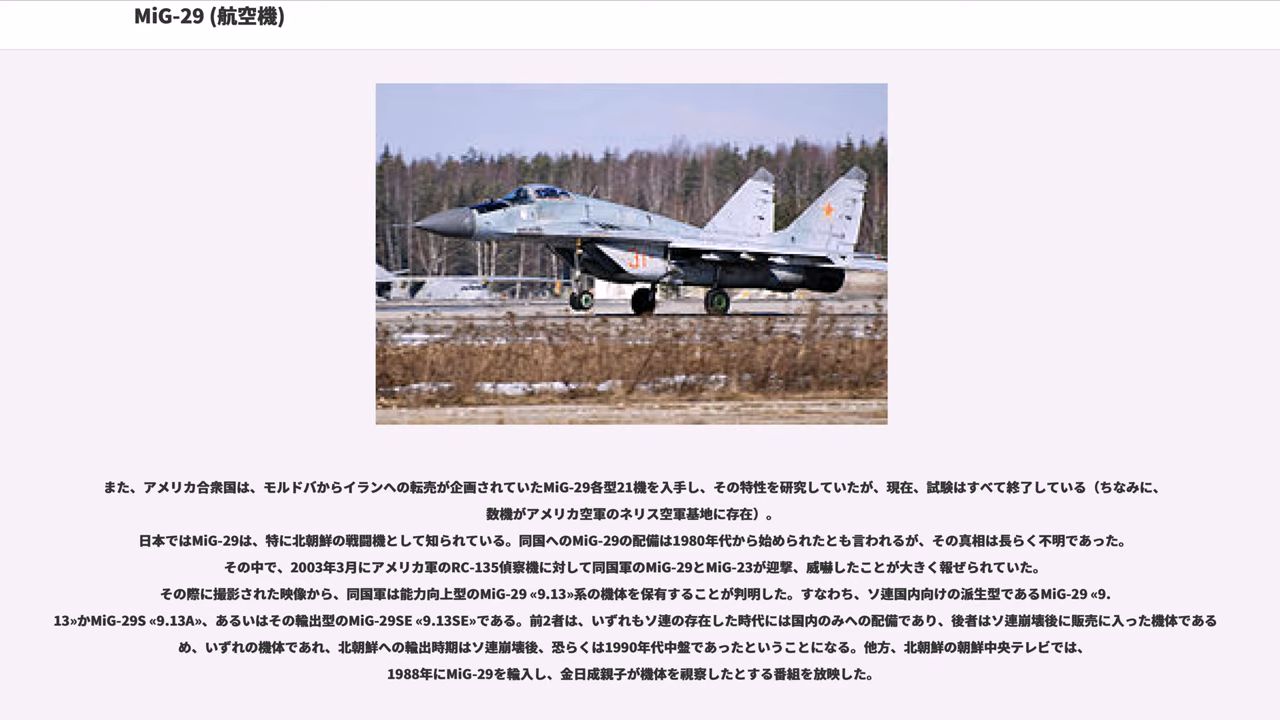 MiG-29 (航空機)
31
また、アメリカ合衆国は、モルドバからイランへの転売が企画されていたMiG-29各型21機を入手し、その特性を研究していたが、現在、試験はすべて終了している（ちなみに、
数機がアメリカ空軍のネリス空軍基地に存在）。
日本ではMiG-29は、特に北朝鮮の戦闘機として知られている。同国へのMiG-29の配備は1980年代から始められたとも言われるが、その真相は長らく不明であった。
その中で、2003年3月にアメリカ軍のRC-135偵察機に対して同国軍のMiG-29とMiG-23が迎撃、威嚇したことが大きく報ぜられていた。
その際に撮影された映像から、同国軍は能力向上型のMiG-29 «9.13»系の機体を保有することが判明した。すなわち、ソ連国内向けの派生型であるMiG-29 «9.
13»かMiG-29S «9.13A»、あるいはその輸出型のMiG-29SE «9.13SE»である。前2者は、いずれもソ連の存在した時代には国内のみへの配備であり、後者はソ連崩壊後に販売に入った機体である
め、いずれの機体であれ、北朝鮮への輸出時期はソ連崩壊後、恐らくは1990年代中盤であったということになる。他方、北朝鮮の朝鮮中央テレビでは、
1988年にMiG-29を輸入し、金日成親子が機体を視察したとする番組を放映した。